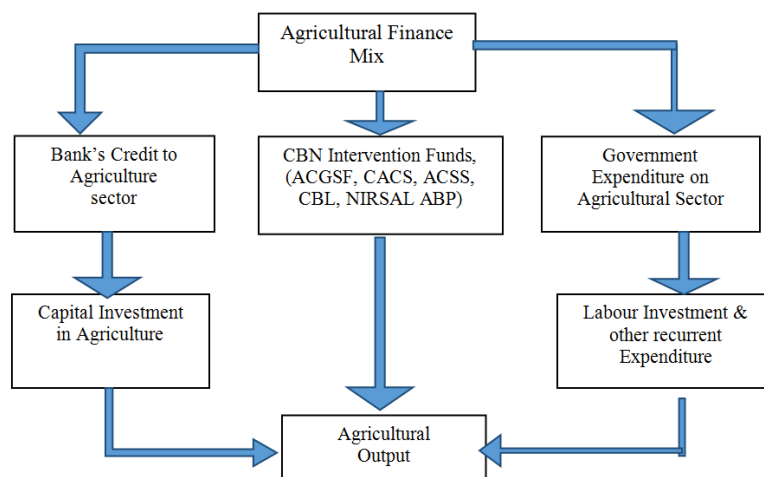 Agricultural Finance
Mix
Bank's Credit to
Agriculture
sector
CBN Intervention Funds,
(ACGSF, CACS, ACSS,
CBL, NIRSAL ABP)
Government
Expenditure on
Agricultural Sector
Capital Investment
in Agriculture
Labour Investment &
other recurrent
Expenditure
Agricultural
Output